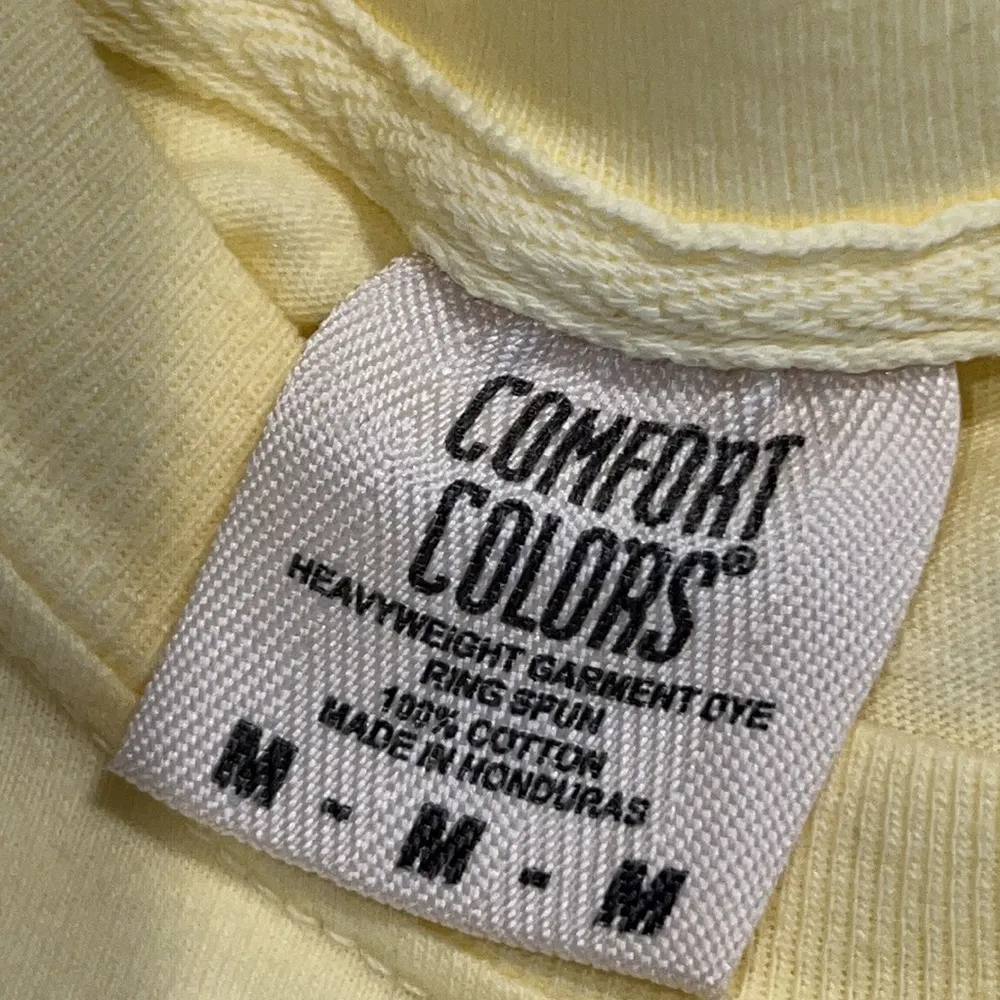 COMFORT
COLORS®
HEAVYWEIGHT GARMENT DYE
RING SPUN
100% COTTON
MADE IN HONDURAS
M - M - M